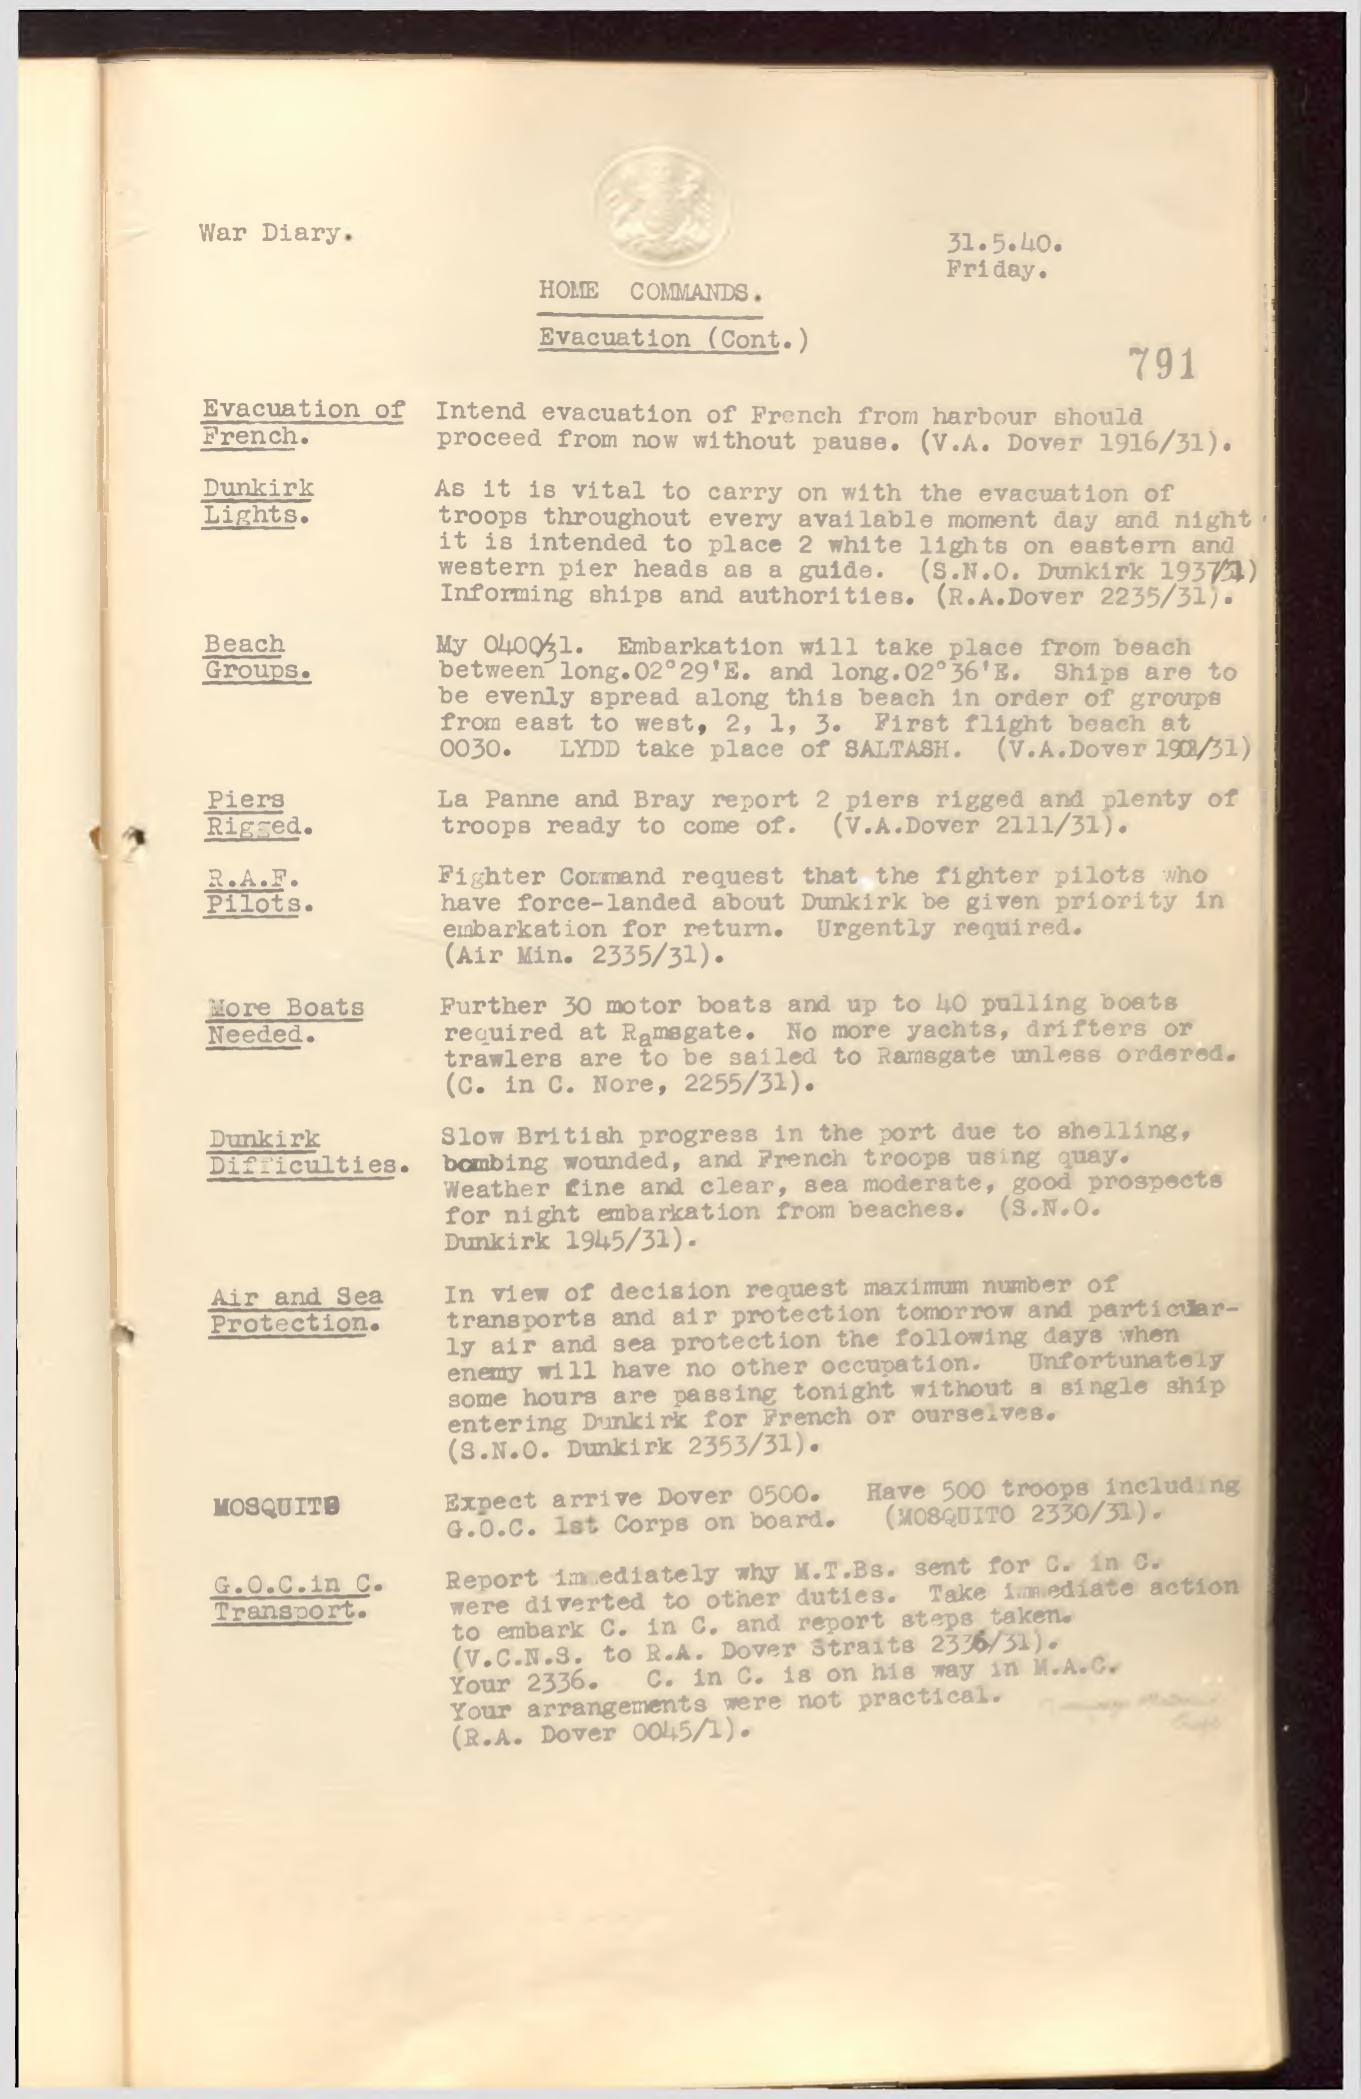 War Diary.
31.5.40.
Friday.
HOME COMMANDS.
Evacuation (Cont.)
791
Evacuation of French.
Intend evacuation of French from harbour should
proceed from now without pause. (V.A. Dover 1916/31).
Dunkirk Lights.
As it is vital to carry on with the evacuation of
troops throughout every available moment day and night
it is intended to place 2 white lights on eastern and
western pier heads as a guide. (S.N.O. Dunkirk 1937/31)
Informing ships and authorities. (R.A.Dover 2235/31).
Beach Groups.
My 0400/31. Embarkation will take place from beach
between long.02°29'E. and long.02°36'E. Ships are to
be evenly spread along this beach in order of groups
from east to west, 2, 1, 3. First flight beach at
0030. LYDD take place of SALTASH. (V.A.Dover 1901/31)
Piers Rigged.
La Panne and Bray report 2 piers rigged and plenty of
troops ready to come of. (V.A.Dover 2111/31).
R.A.F. Pilots.
Fighter Command request that the fighter pilots who
have force-landed about Dunkirk be given priority in
embarkation for return. Urgently required.
(Air Min. 2335/31).
More Boats Needed.
Further 30 motor boats and up to 40 pulling boats
required at Ramsgate. No more yachts, drifters or
trawlers are to be sailed to Ramsgate unless ordered.
(C. in C. Nore, 2255/31).
Dunkirk Difficulties.
Slow British progress in the port due to shelling,
bombing wounded, and French troops using quay.
Weather fine and clear, sea moderate, good prospects
for night embarkation from beaches. (S.N.O.
Dunkirk 1945/31).
Air and Sea Protection.
In view of decision request maximum number of
transports and air protection tomorrow and particular-
ly air and sea protection the following days when
enemy will have no other occupation. Unfortunately
some hours are passing tonight without a single ship
entering Dunkirk for French or ourselves.
(S.N.O. Dunkirk 2353/31).
MOSQUITO
Expect arrive Dover 0500. Have 500 troops including
G.O.C. 1st Corps on board. (MOSQUITO 2330/31).
G.O.C.in C. Transport.
Report immediately why M.T.Bs. sent for C. in C.
were diverted to other duties. Take immediate action
to embark C. in C. and report steps taken.
(V.C.N.S. to R.A. Dover Straits 2336/31).
Your 2336. C. in C. is on his way in M.A.C.
Your arrangements were not practical.
(R.A. Dover 0045/1).